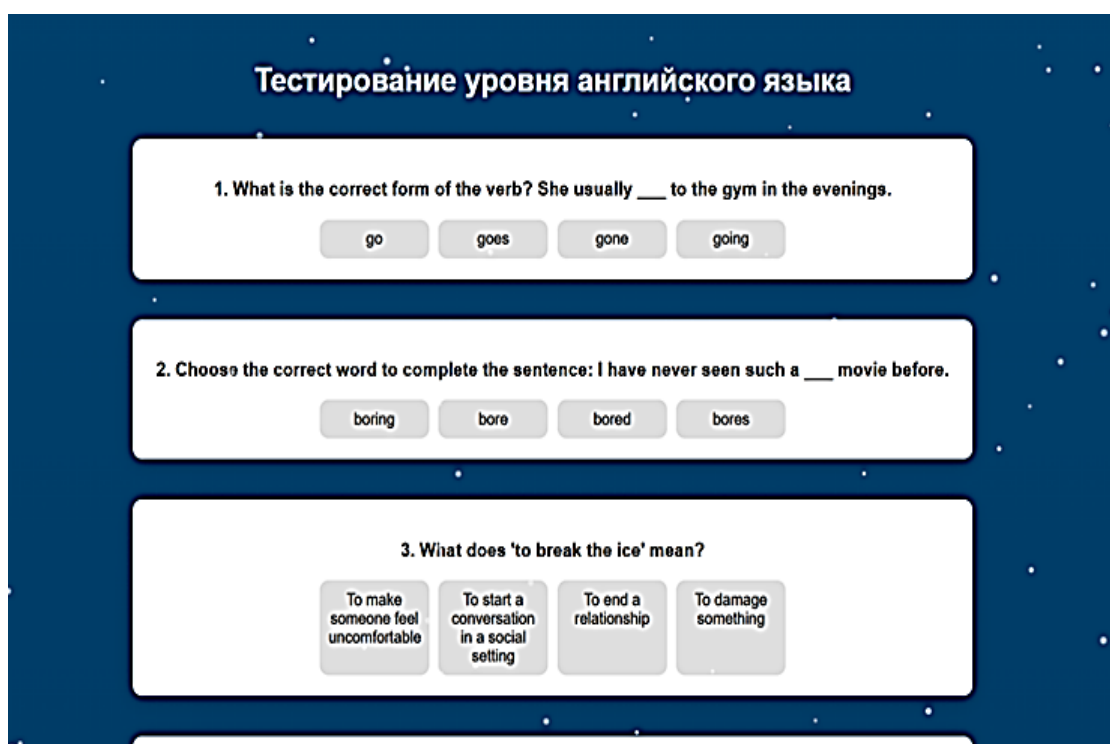 Тестирование уровня английского языка
1. What is the correct form of the verb? She usually ___ to the gym in the evenings.
go goes gone going
2. Choose the correct word to complete the sentence: I have never seen such a ___ movie before.
boring bore bored bores
3. What does 'to break the ice' mean?
To make
someone feel
uncomfortable
To start a
conversation
in a social
setting
To end a
relationship
To damage
something